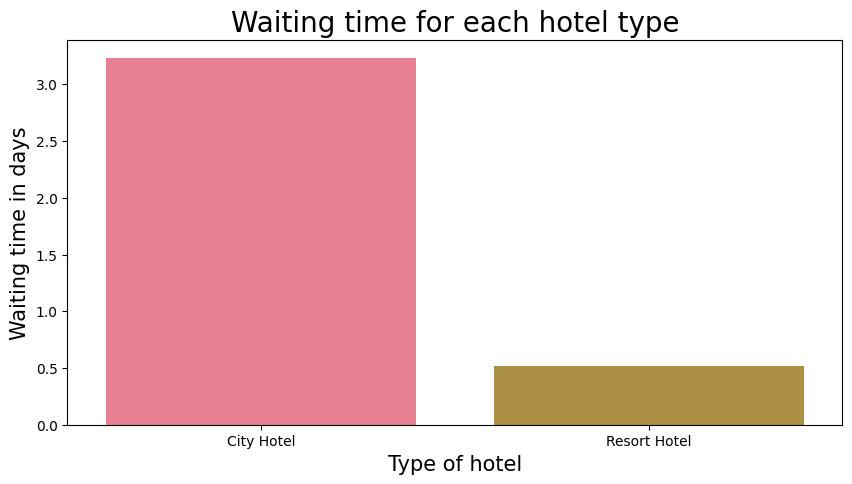 Waiting time for each hotel type
Waiting time in days
3.0
2.5
2.0
1.5
1.0
0.5
0.0
City Hotel
Resort Hotel
Type of hotel